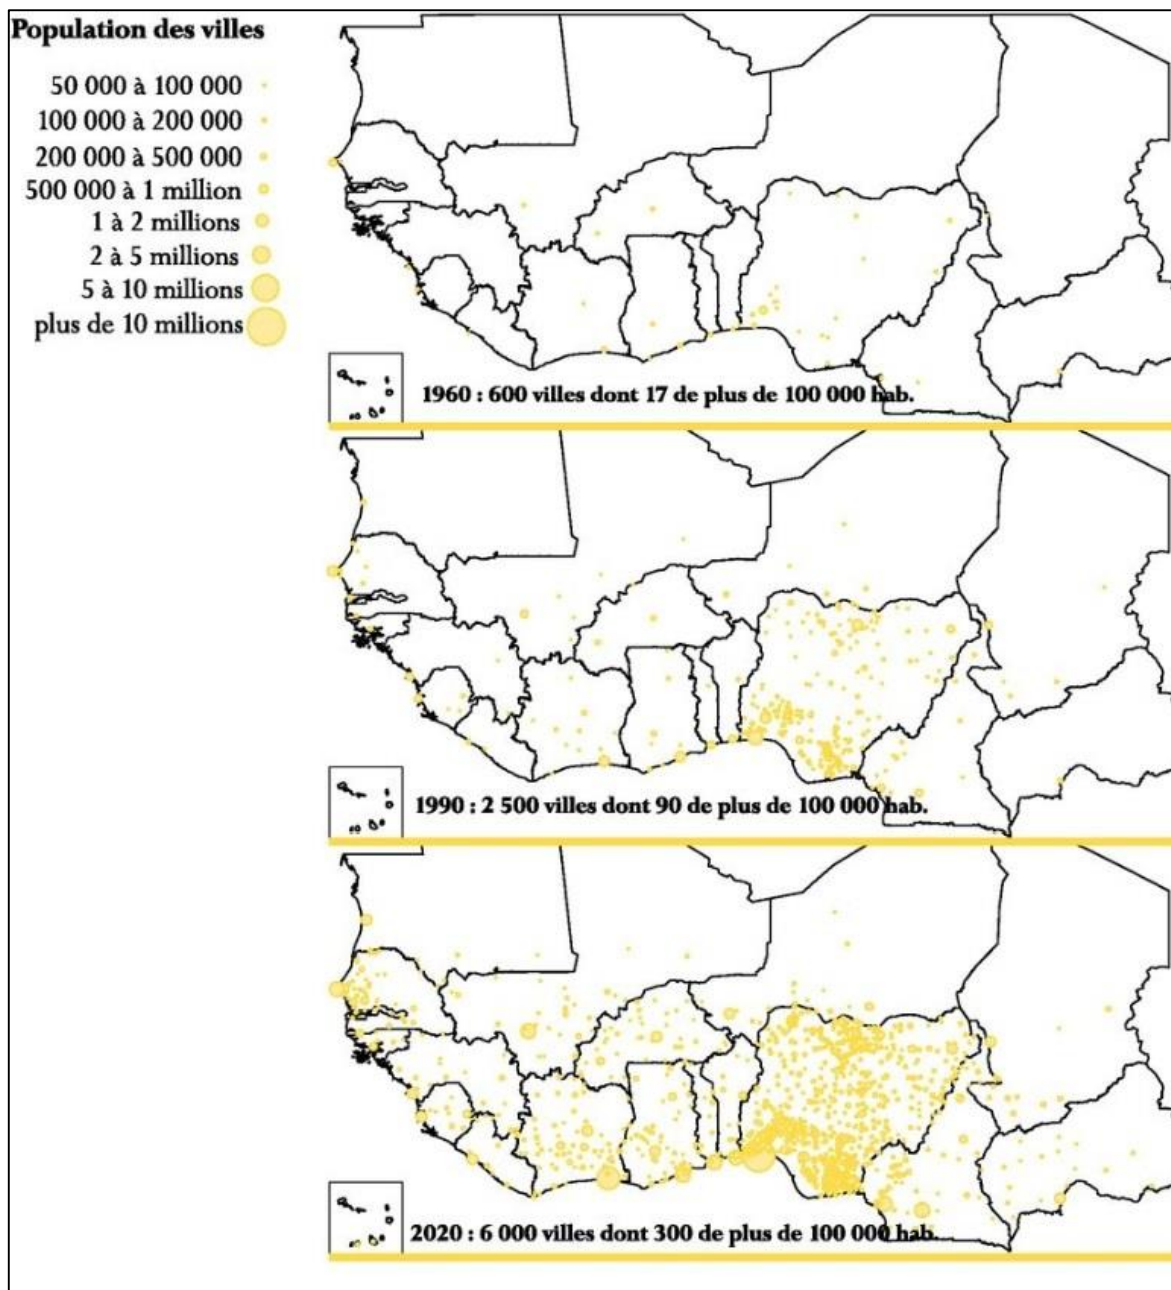 Population des villes
50 000 à 100 000
100 000 à 200 000
200 000 à 500 000
500 000 à 1 million
1 à 2 millions
2 à 5 millions
5 à 10 millions
plus de 10 millions
1960 : 600 villes dont 17 de plus de 100 000 hab.
1990 : 2 500 villes dont 90 de plus de 100 000 hab.
2020 : 6 000 villes dont 300 de plus de 100 000 hab.